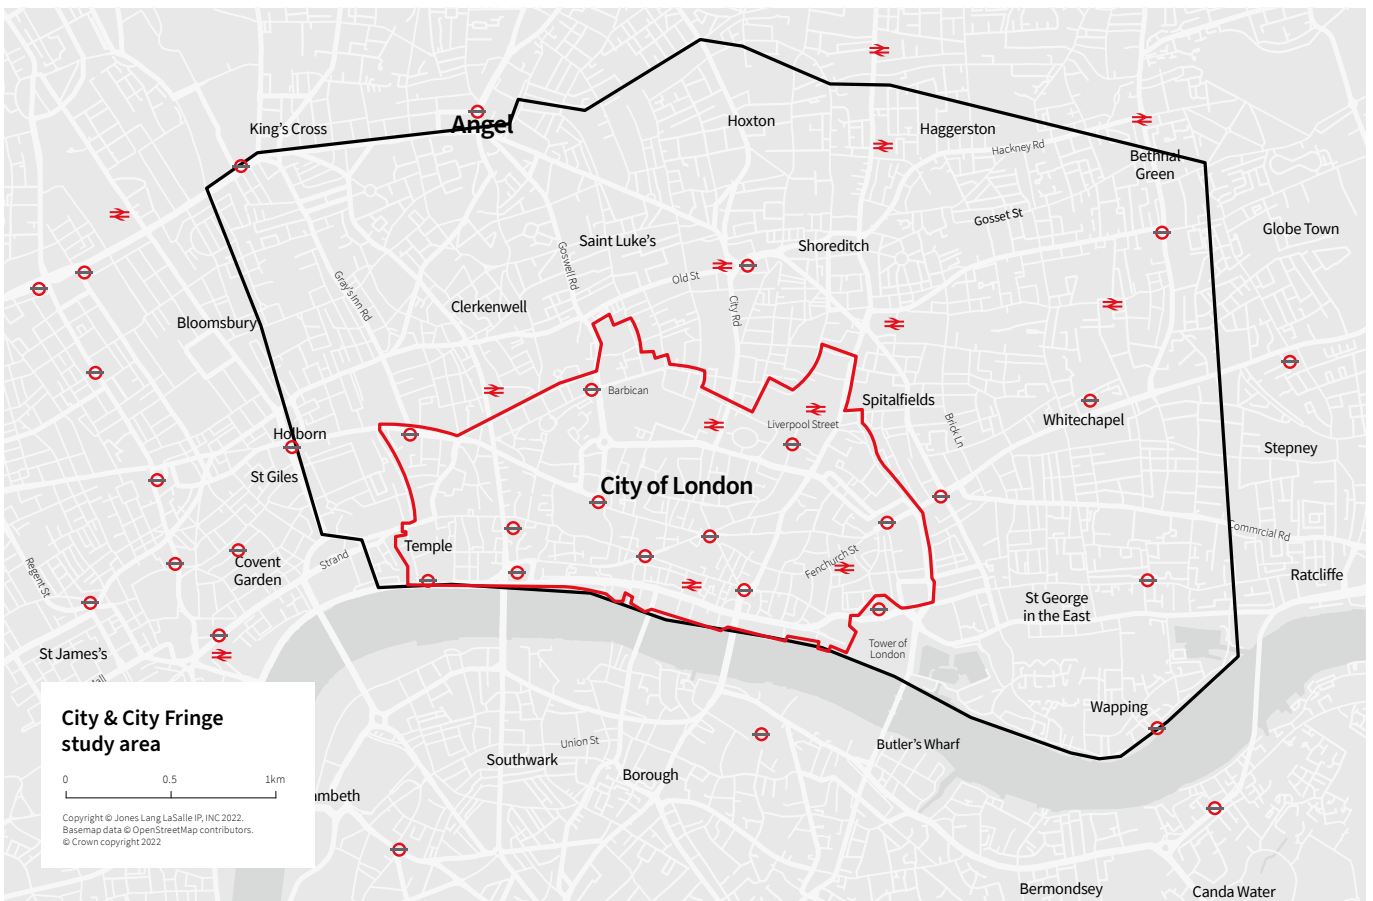 Angel
Hoxton
King's Cross
Haggerston
Hackney Rd
Bethnal
Green
Gosset St
Globe Town
Saint Luke's
Shoreditch
Goswell Rd
Old St
Gray's Inn Rd
City Rd
Clerkenwell
Bloomsbury
Barbican
Spitalfields
Liverpool Street
Brick Ln
Whitechapel
Holborn
Stepney
St Giles
City of London
Commrcial Rd
Temple
Strand
Covent
Garden
Fenchurch St
Regent St
Ratcliffe
St George
in the East
Tower of
London
St James's
Wapping
City & City Fringe
study area
Butler's Wharf
Union St
Southwark
Borough
0 0.5 1km
ambeth
Copyright © Jones Lang LaSalle IP, INC 2022.
Basemap data © OpenStreetMap contributors.
© Crown copyright 2022
Bermondsey
Canda Water